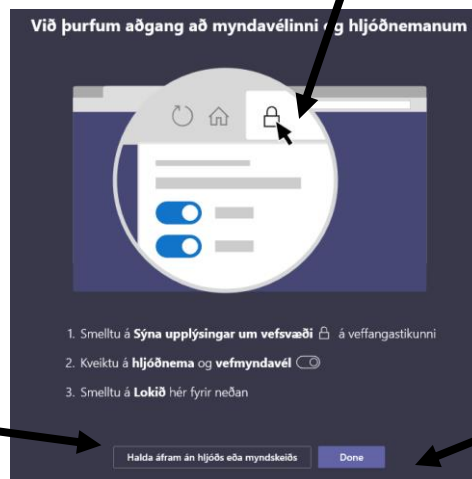 Við þurfum aðgang að myndavélinni og hljóðnemanum
1. Smelltu á Sýna upplýsingar um vefsvæði á veffangastikunni
2. Kveiktu á hljóðnema og vefmyndavél
3. Smelltu á Lokið hér fyrir neðan
Halda áfram án hljóðs eða myndskeiðs Done